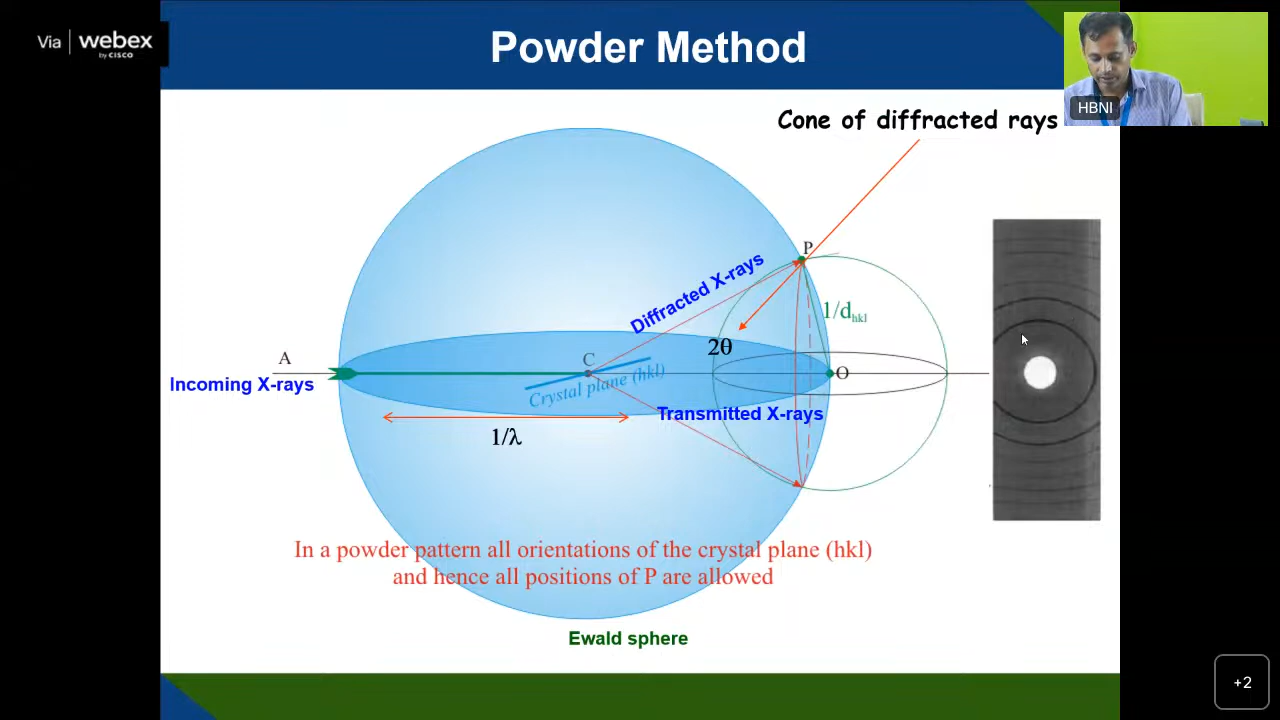 Via webex
by CISCO
Powder Method
HBNI
Cone of diffracted rays
P
Diffracted X-rays
1/dhkl
2θ
A
C
O
Incoming X-rays
Crystal plane (hkl)
Transmitted X-rays
1/λ
In a powder pattern all orientations of the crystal plane (hkl)
and hence all positions of P are allowed
Ewald sphere
+2